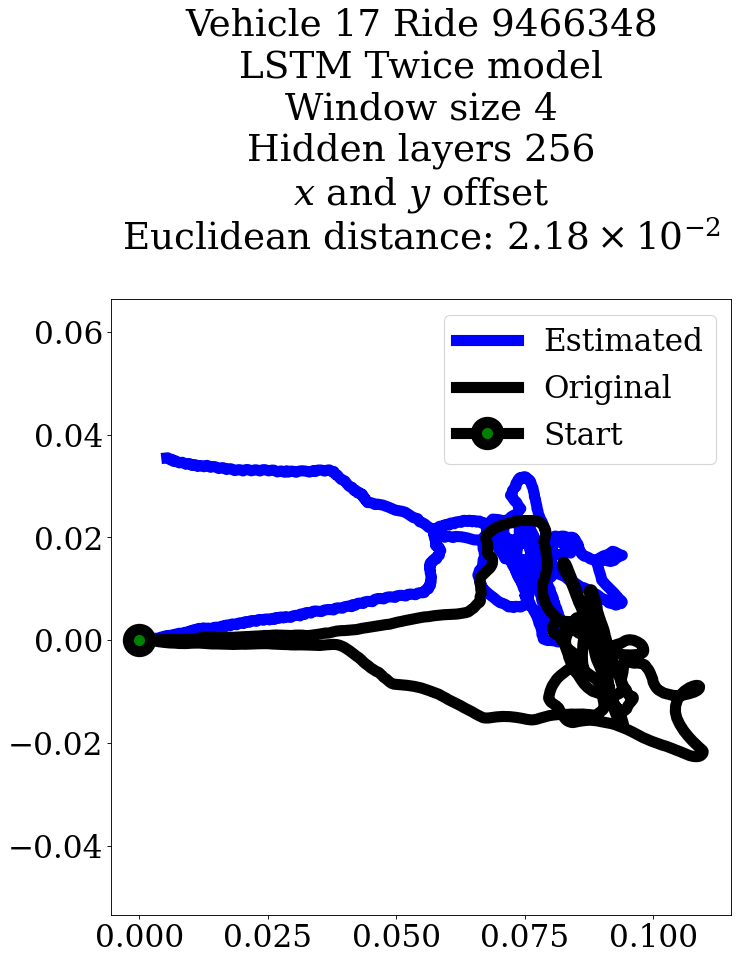 Vehicle 17 Ride 9466348
LSTM Twice model
Window size 4
Hidden layers 256
x and y offset
Euclidean distance: 2.18 × 10⁻²
Estimated
Original
Start
0.06
0.04
0.02
0.00
−0.02
−0.04
0.000 0.025 0.050 0.075 0.100